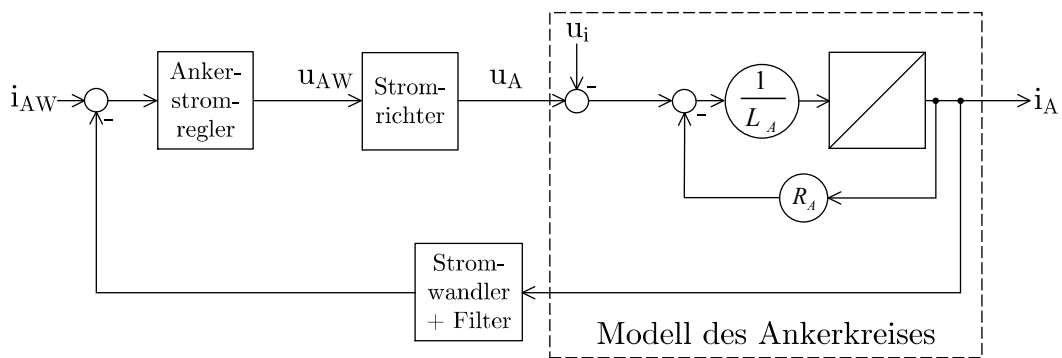 i_AW
-
Anker-
strom-
regler
u_AW
Strom-
richter
u_A
u_i
-
-
1
L_A
R_A
i_A
Strom-
wandler
+ Filter
Modell des Ankerkreises